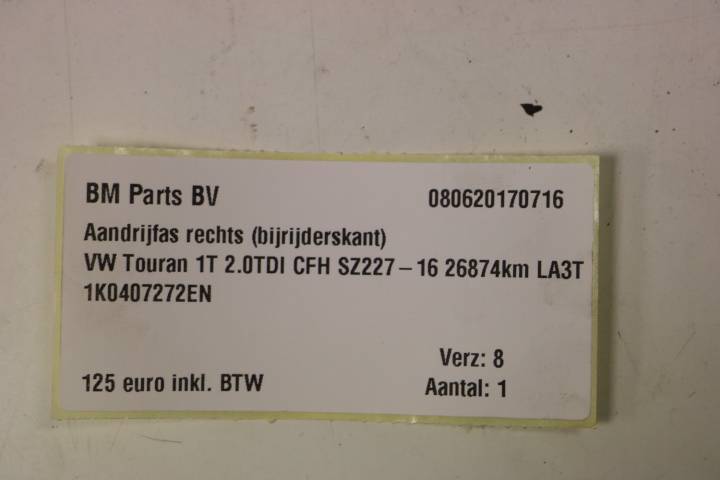 BM Parts BV 080620170716
Aandrijfas rechts (bijrijderskant)
VW Touran 1T 2.0TDI CFH SZ227-16 26874km LA3T
1K0407272EN
Verz: 8
125 euro inkl. BTW Aantal: 1